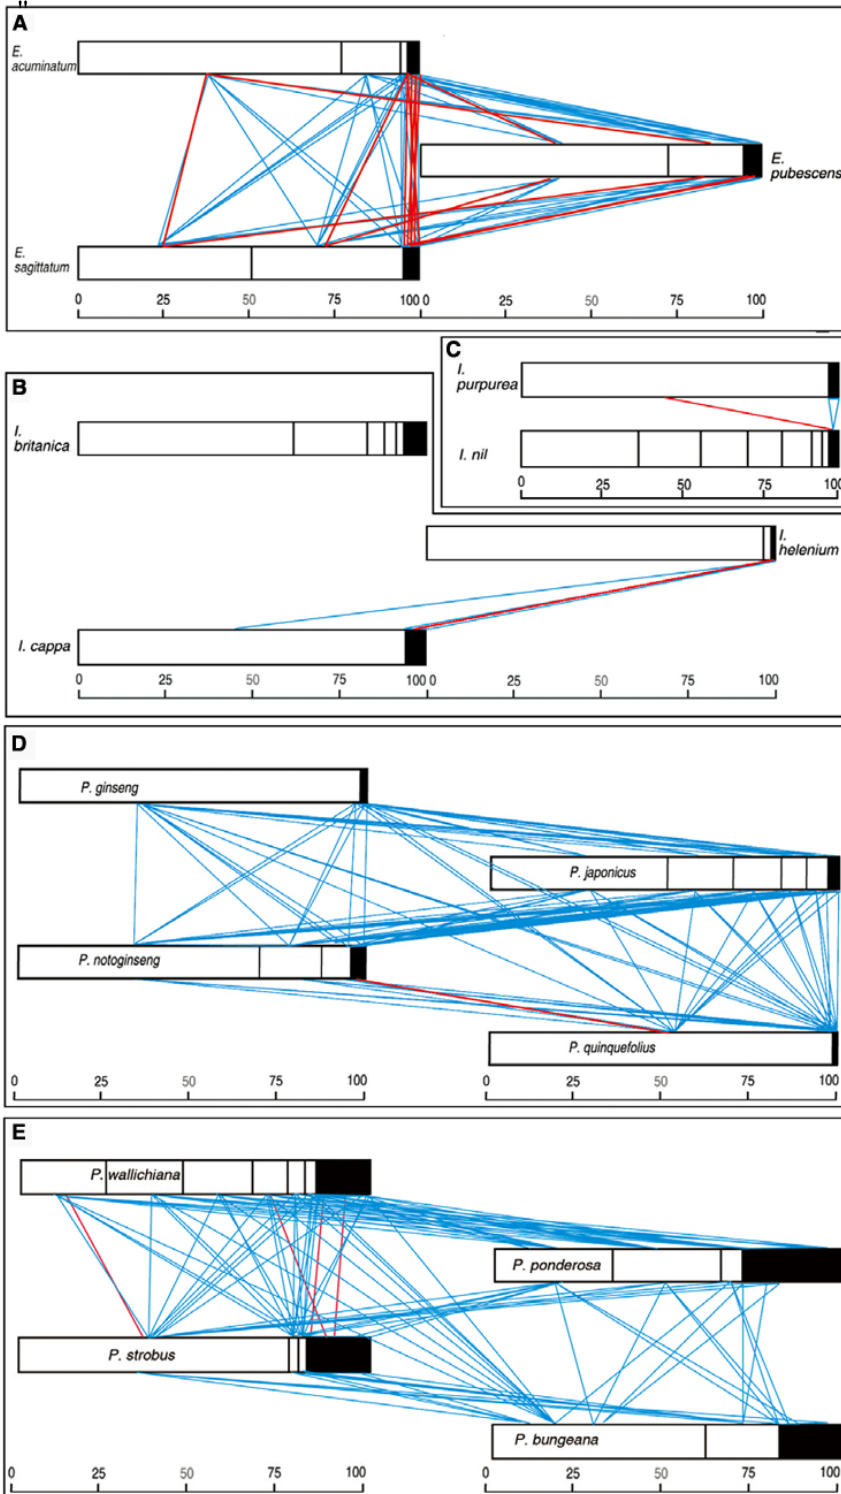 A
E.
acuminatum
E.
pubescens
E.
sagittatum
0 25 50 75 100 0 25 50 75 100
C
I.
purpurea
I. nil
0 25 50 75 100
B
I.
britanica
I.
helenium
I. cappa
0 25 50 75 100 0 25 50 75 100
D
P. ginseng
P. japonicus
P. notoginseng
P. quinquefolius
0 25 50 75 100 0 25 50 75 100
E
P. wallichiana
P. ponderosa
P. strobus
P. bungeana
0 25 50 75 100 0 25 50 75 100